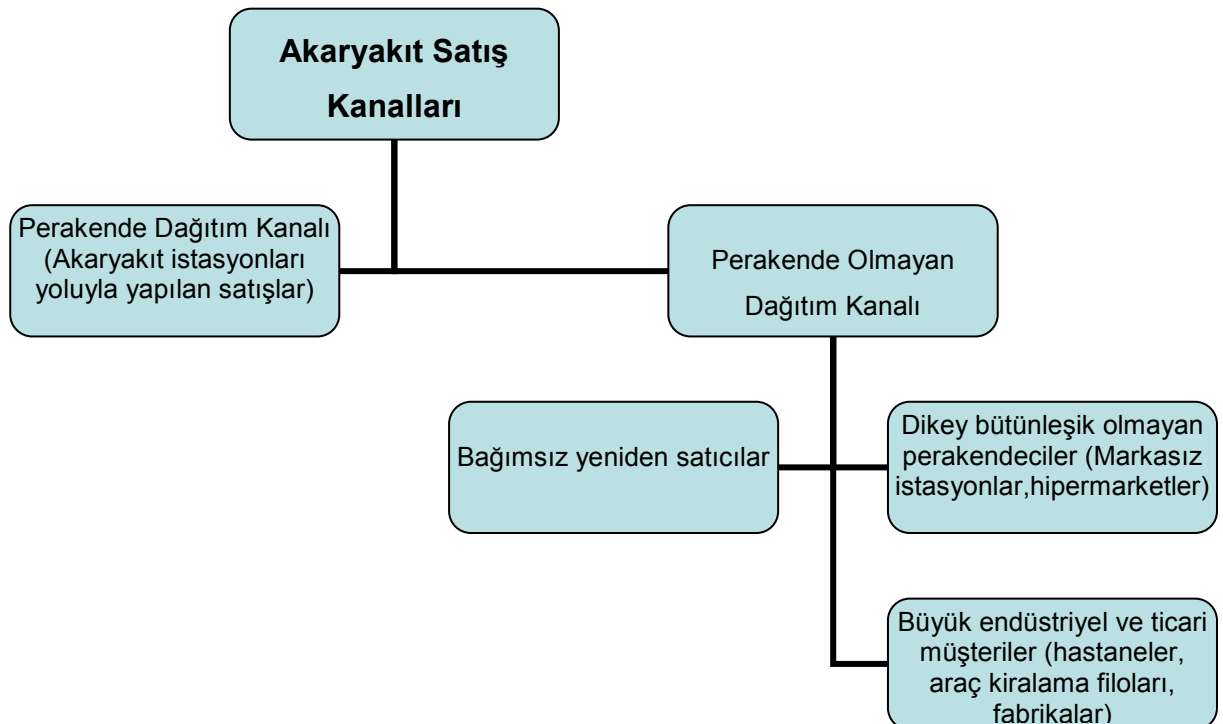 Akaryakıt Satış
Kanalları
Perakende Dağıtım Kanalı
(Akaryakıt istasyonları
yoluyla yapılan satışlar)
Perakende Olmayan
Dağıtım Kanalı
Bağımsız yeniden satıcılar
Dikey bütünleşik olmayan
perakendeciler (Markasız
istasyonlar,hipermarketler)
Büyük endüstriyel ve ticari
müşteriler (hastaneler,
araç kiralama filoları,
fabrikalar)